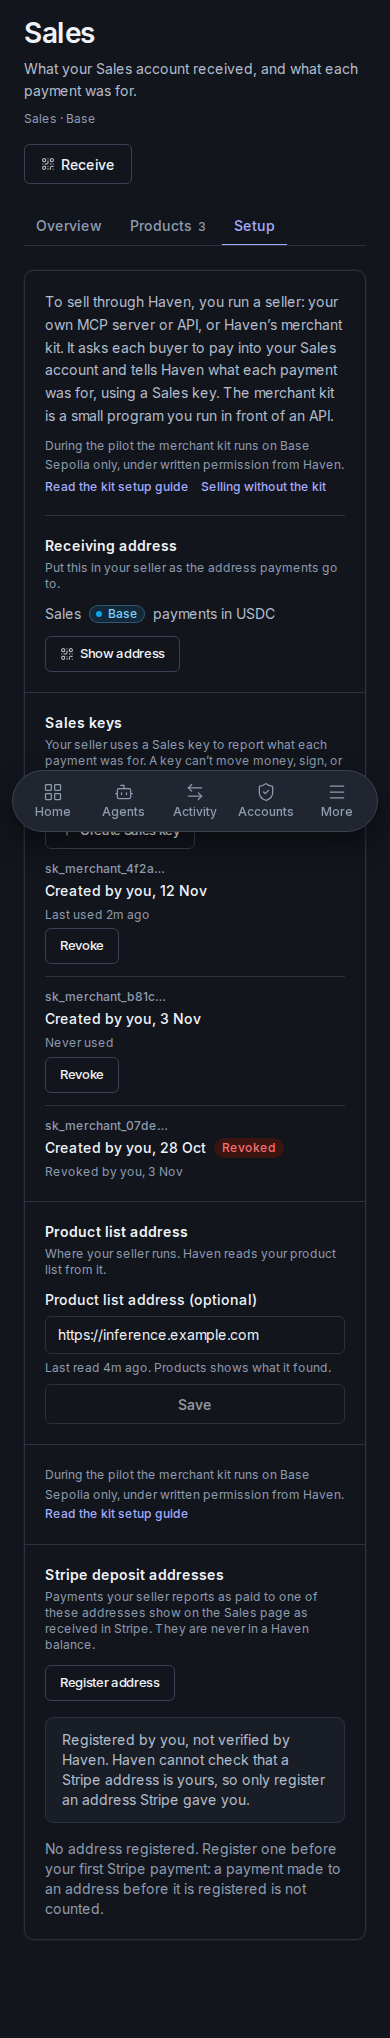 Sales
What your Sales account received, and what each
payment was for.
Sales · Base
Receive
Overview Products 3 Setup
To sell through Haven, you run a seller: your
own MCP server or API, or Haven’s merchant
kit. It asks each buyer to pay into your Sales
account and tells Haven what each payment
was for, using a Sales key. The merchant kit
is a small program you run in front of an API.
During the pilot the merchant kit runs on Base
Sepolia only, under written permission from Haven.
Read the kit setup guide Selling without the kit
Receiving address
Put this in your seller as the address payments go
to.
Sales Base payments in USDC
Show address
Sales keys
Your seller uses a Sales key to report what each
payment was for. A key can’t move money, sign, or
Home Agents Activity Accounts More
Create Sales key
sk_merchant_4f2a...
Created by you, 12 Nov
Last used 2m ago
Revoke
sk_merchant_b81c...
Created by you, 3 Nov
Never used
Revoke
sk_merchant_07de...
Created by you, 28 Oct Revoked
Revoked by you, 3 Nov
Product list address
Where your seller runs. Haven reads your product
list from it.
Product list address (optional)
https://inference.example.com
Last read 4m ago. Products shows what it found.
Save
During the pilot the merchant kit runs on Base
Sepolia only, under written permission from Haven.
Read the kit setup guide
Stripe deposit addresses
Payments your seller reports as paid to one of
these addresses show on the Sales page as
received in Stripe. They are never in a Haven
balance.
Register address
Registered by you, not verified by
Haven. Haven cannot check that a
Stripe address is yours, so only register
an address Stripe gave you.
No address registered. Register one before
your first Stripe payment: a payment made to
an address before it is registered is not
counted.